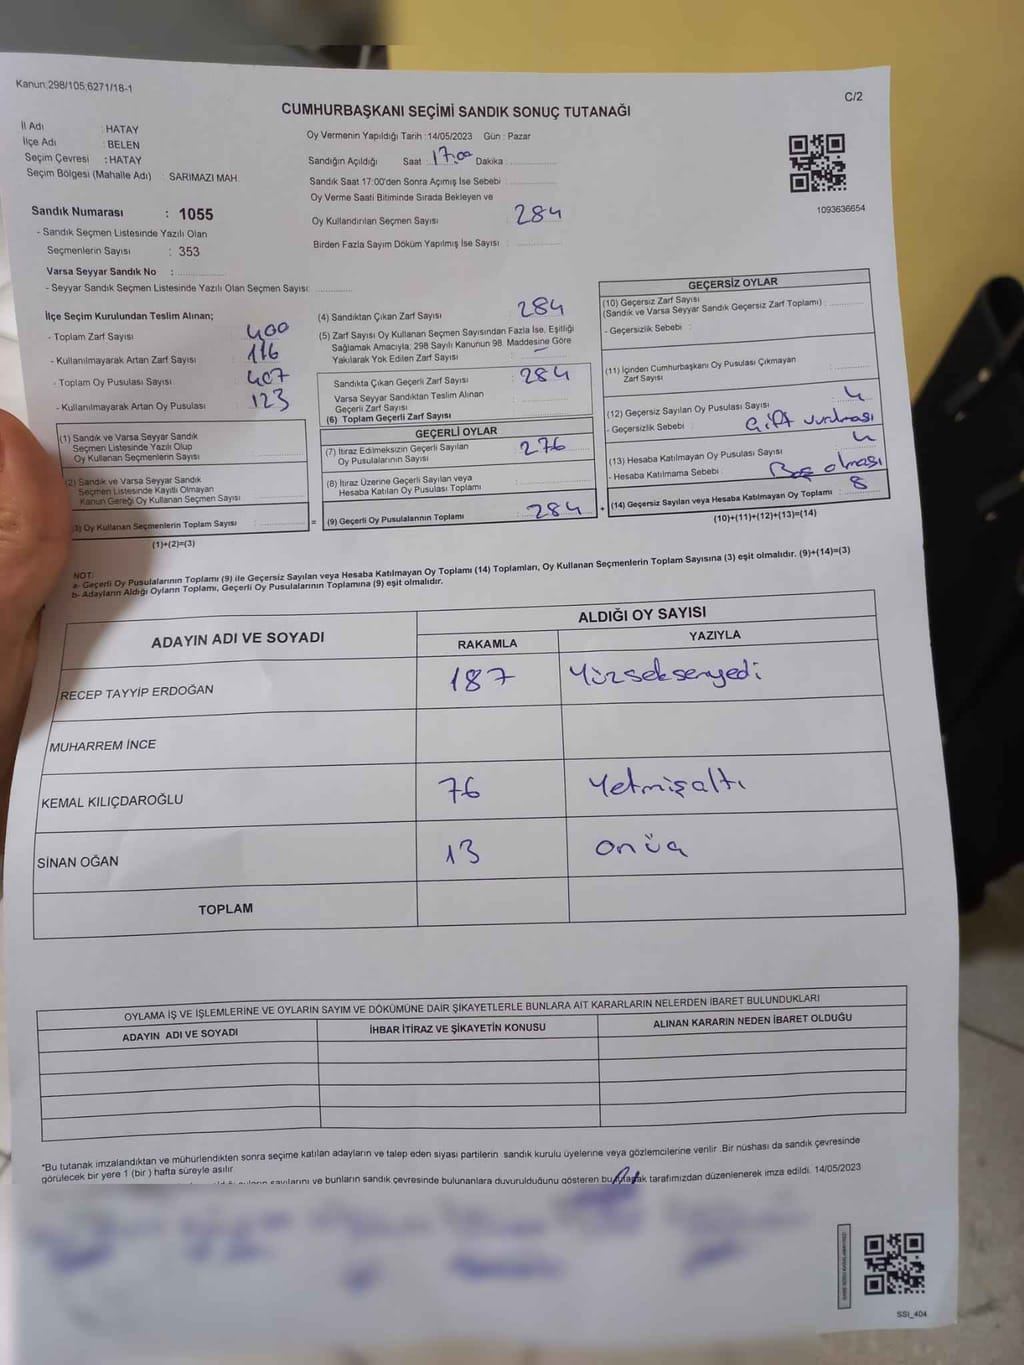 Kanun:298/105;6271/18-1
C/2
CUMHURBAŞKANI SEÇİMİ SANDIK SONUÇ TUTANAĞI
İl Adı : HATAY
İlçe Adı : BELEN
Seçim Çevresi : HATAY
Seçim Bölgesi (Mahalle Adı) : SARIMAZI MAH.
Oy Vermenin Yapıldığı Tarih :14/05/2023 Gün : Pazar
Sandığın Açıldığı Saat : 17.00 Dakika :
Sandık Saat 17:00'den Sonra Açımış İse Sebebi :
Oy Verme Saati Bitiminde Sırada Bekleyen ve
Oy Kullandırılan Seçmen Sayısı : 284
Birden Fazla Sayım Döküm Yapılmış İse Sayısı :
1093636654
Sandık Numarası : 1055
- Sandık Seçmen Listesinde Yazılı Olan
Seçmenlerin Sayısı : 353
Varsa Seyyar Sandık No :
- Seyyar Sandık Seçmen Listesinde Yazılı Olan Seçmen Sayısı:
İlçe Seçim Kurulundan Teslim Alınan;
- Toplam Zarf Sayısı : 400
- Kullanılmayarak Artan Zarf Sayısı : 116
- Toplam Oy Pusulası Sayısı : 407
- Kullanılmayarak Artan Oy Pusulası : 123
(4) Sandıktan Çıkan Zarf Sayısı : 284
(5) Zarf Sayısı Oy Kullanan Seçmen Sayısından Fazla İse, Eşitliği
Sağlamak Amacıyla; 298 Sayılı Kanunun 98. Maddesine Göre
Yakılarak Yok Edilen Zarf Sayısı : –
Sandıkta Çıkan Geçerli Zarf Sayısı : 284
Varsa Seyyar Sandıktan Teslim Alınan
Geçerli Zarf Sayısı :
(6) Toplam Geçerli Zarf Sayısı :
GEÇERSİZ OYLAR
(10) Geçersiz Zarf Sayısı
(Sandık ve Varsa Seyyar Sandık Geçersiz Zarf Toplamı) :
- Geçersizlik Sebebi :
(11) İçinden Cumhurbaşkanı Oy Pusulası Çıkmayan
Zarf Sayısı :
(12) Geçersiz Sayılan Oy Pusulası Sayısı : 4
- Geçersizlik Sebebi : Çift vurulması
(13) Hesaba Katılmayan Oy Pusulası Sayısı : 4
- Hesaba Katılmama Sebebi : Boş olması
(14) Geçersiz Sayılan veya Hesaba Katılmayan Oy Toplamı : 8
(10)+(11)+(12)+(13)=(14)
(1) Sandık ve Varsa Seyyar Sandık
Seçmen Listesinde Yazılı Olup
Oy Kullanan Seçmenlerin Sayısı :
(2) Sandık ve Varsa Seyyar Sandık
Seçmen Listesinde Kayıtlı Olmayan
Kanun Gereği Oy Kullanan Seçmen Sayısı :
(3) Oy Kullanan Seçmenlerin Toplam Sayısı :
(1)+(2)=(3)
=
GEÇERLİ OYLAR
(7) İtiraz Edilmeksizin Geçerli Sayılan
Oy Pusulalarının Sayısı : 276
(8) İtiraz Üzerine Geçerli Sayılan veya
Hesaba Katılan Oy Pusulası Toplamı :
(9) Geçerli Oy Pusulalarının Toplamı : 284
+
NOT:
a- Geçerli Oy Pusulalarının Toplamı (9) ile Geçersiz Sayılan veya Hesaba Katılmayan Oy Toplamı (14) Toplamları, Oy Kullanan Seçmenlerin Toplam Sayısına (3) eşit olmalıdır. (9)+(14)=(3)
b- Adayların Aldığı Oyların Toplamı, Geçerli Oy Pusulalarının Toplamına (9) eşit olmalıdır.
ADAYIN ADI VE SOYADI
ALDIĞI OY SAYISI
RAKAMLA YAZIYLA
RECEP TAYYİP ERDOĞAN 187 Yüzseksenyedi
MUHARREM İNCE
KEMAL KILIÇDAROĞLU 76 Yetmişaltı
SİNAN OĞAN 13 onüç
TOPLAM
OYLAMA İŞ VE İŞLEMLERİNE VE OYLARIN SAYIM VE DÖKÜMÜNE DAİR ŞİKAYETLERLE BUNLARA AİT KARARLARIN NELERDEN İBARET BULUNDUKLARI
ADAYIN ADI VE SOYADI İHBAR İTİRAZ VE ŞİKAYETİN KONUSU ALINAN KARARIN NEDEN İBARET OLDUĞU
*Bu tutanak imzalandıktan ve mühürlendikten sonra seçime katılan adayların ve talep eden siyasi partilerin sandık kurulu üyelerine veya gözlemcilerine verilir. Bir nüshası da sandık çevresinde
görülecek bir yere 1 (bir ) hafta süreyle asılır.
sayılarını ve bunların sandık çevresinde bulunanlara duyurulduğunu gösteren bu tutanak tarafımızdan düzenlenerek imza edildi. 14/05/2023
SSI_404